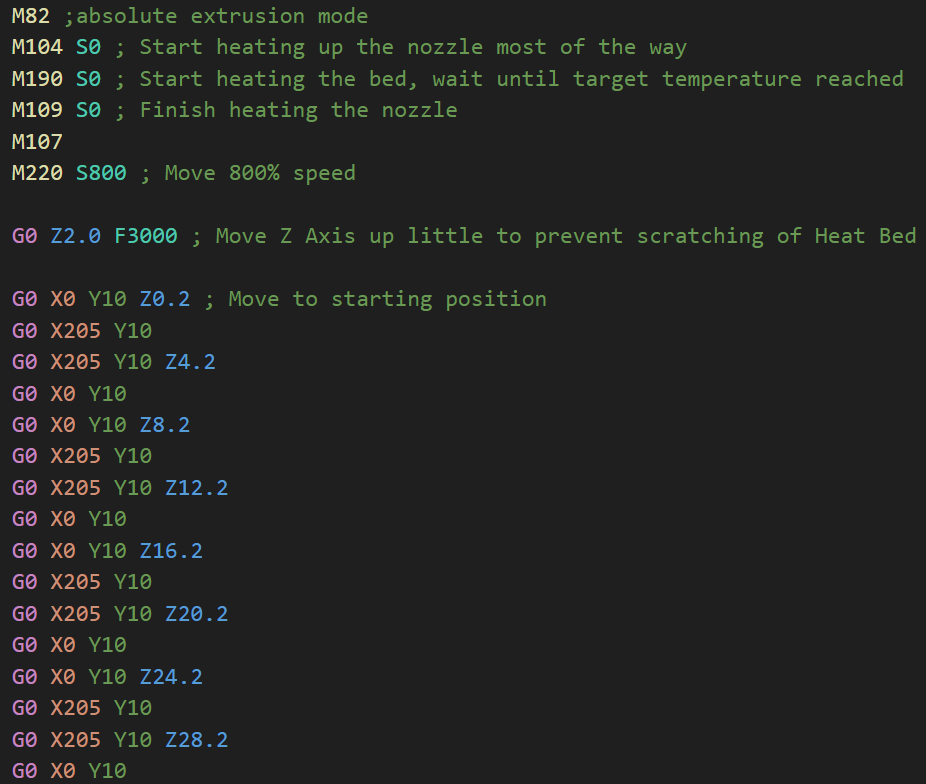 M82 ;absolute extrusion mode
M104 S0 ; Start heating up the nozzle most of the way
M190 S0 ; Start heating the bed, wait until target temperature reached
M109 S0 ; Finish heating the nozzle
M107
M220 S800 ; Move 800% speed
G0 Z2.0 F3000 ; Move Z Axis up little to prevent scratching of Heat Bed
G0 X0 Y10 Z0.2 ; Move to starting position
G0 X205 Y10
G0 X205 Y10 Z4.2
G0 X0 Y10
G0 X0 Y10 Z8.2
G0 X205 Y10
G0 X205 Y10 Z12.2
G0 X0 Y10
G0 X0 Y10 Z16.2
G0 X205 Y10
G0 X205 Y10 Z20.2
G0 X0 Y10
G0 X0 Y10 Z24.2
G0 X205 Y10
G0 X205 Y10 Z28.2
G0 X0 Y10